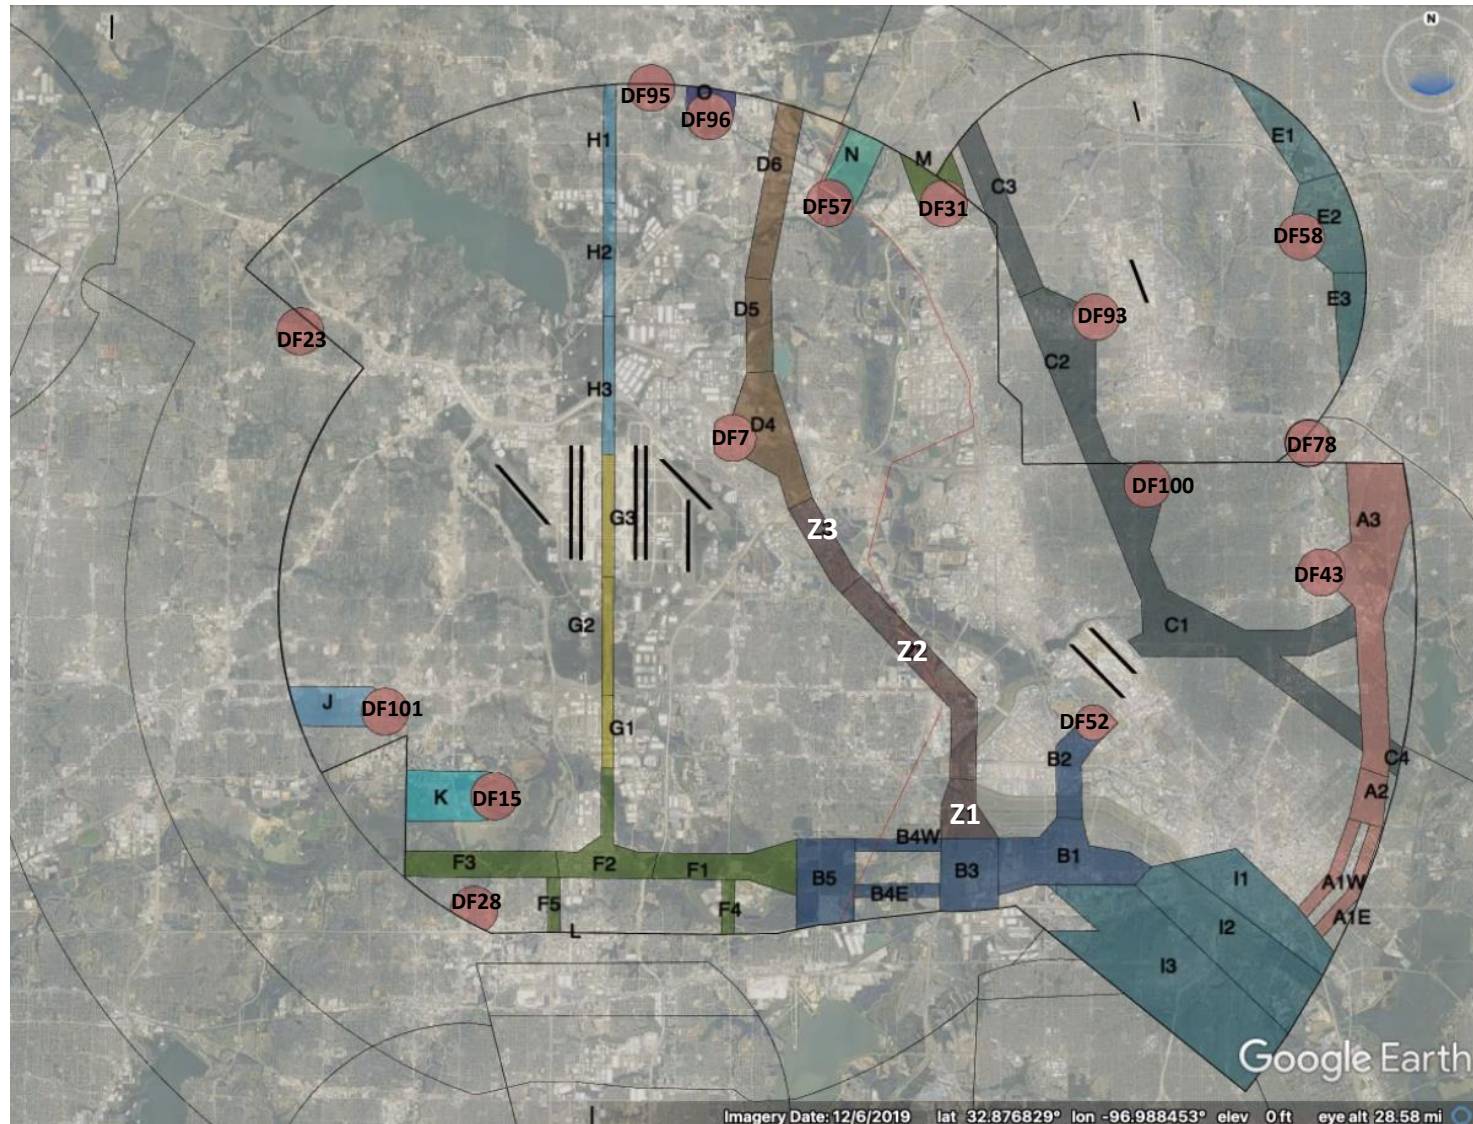 N
DF95
O
DF96
H1
D6
N
M
E1
C3
DF57
DF31
E2
DF58
H2
D5
E3
DF93
DF23
C2
H3
D4
DF7
DF78
DF100
G3
Z3
A3
DF43
G2
C1
Z2
J
DF101
DF52
G1
B2
C4
K
DF15
A2
Z1
B4W
F3
F2
F1
B5
B3
B1
I1
A1W
B4E
DF28
F5
F4
A1E
L
I2
I3
Google Earth
Imagery Date: 12/6/2019 lat 32.876829° lon -96.988453° elev 0 ft eye alt 28.58 mi